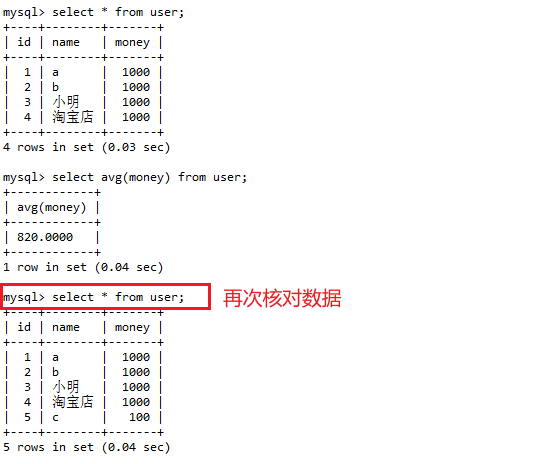 mysql> select * from user;
+----+--------+-------+
| id | name   | money |
+----+--------+-------+
|  1 | a      |  1000 |
|  2 | b      |  1000 |
|  3 | 小明   |  1000 |
|  4 | 淘宝店 |  1000 |
+----+--------+-------+
4 rows in set (0.03 sec)
mysql> select avg(money) from user;
+------------+
| avg(money) |
+------------+
| 820.0000   |
+------------+
1 row in set (0.04 sec)
mysql> select * from user; 再次核对数据
+----+--------+-------+
| id | name   | money |
+----+--------+-------+
|  1 | a      |  1000 |
|  2 | b      |  1000 |
|  3 | 小明   |  1000 |
|  4 | 淘宝店 |  1000 |
|  5 | c      |   100 |
+----+--------+-------+
5 rows in set (0.04 sec)